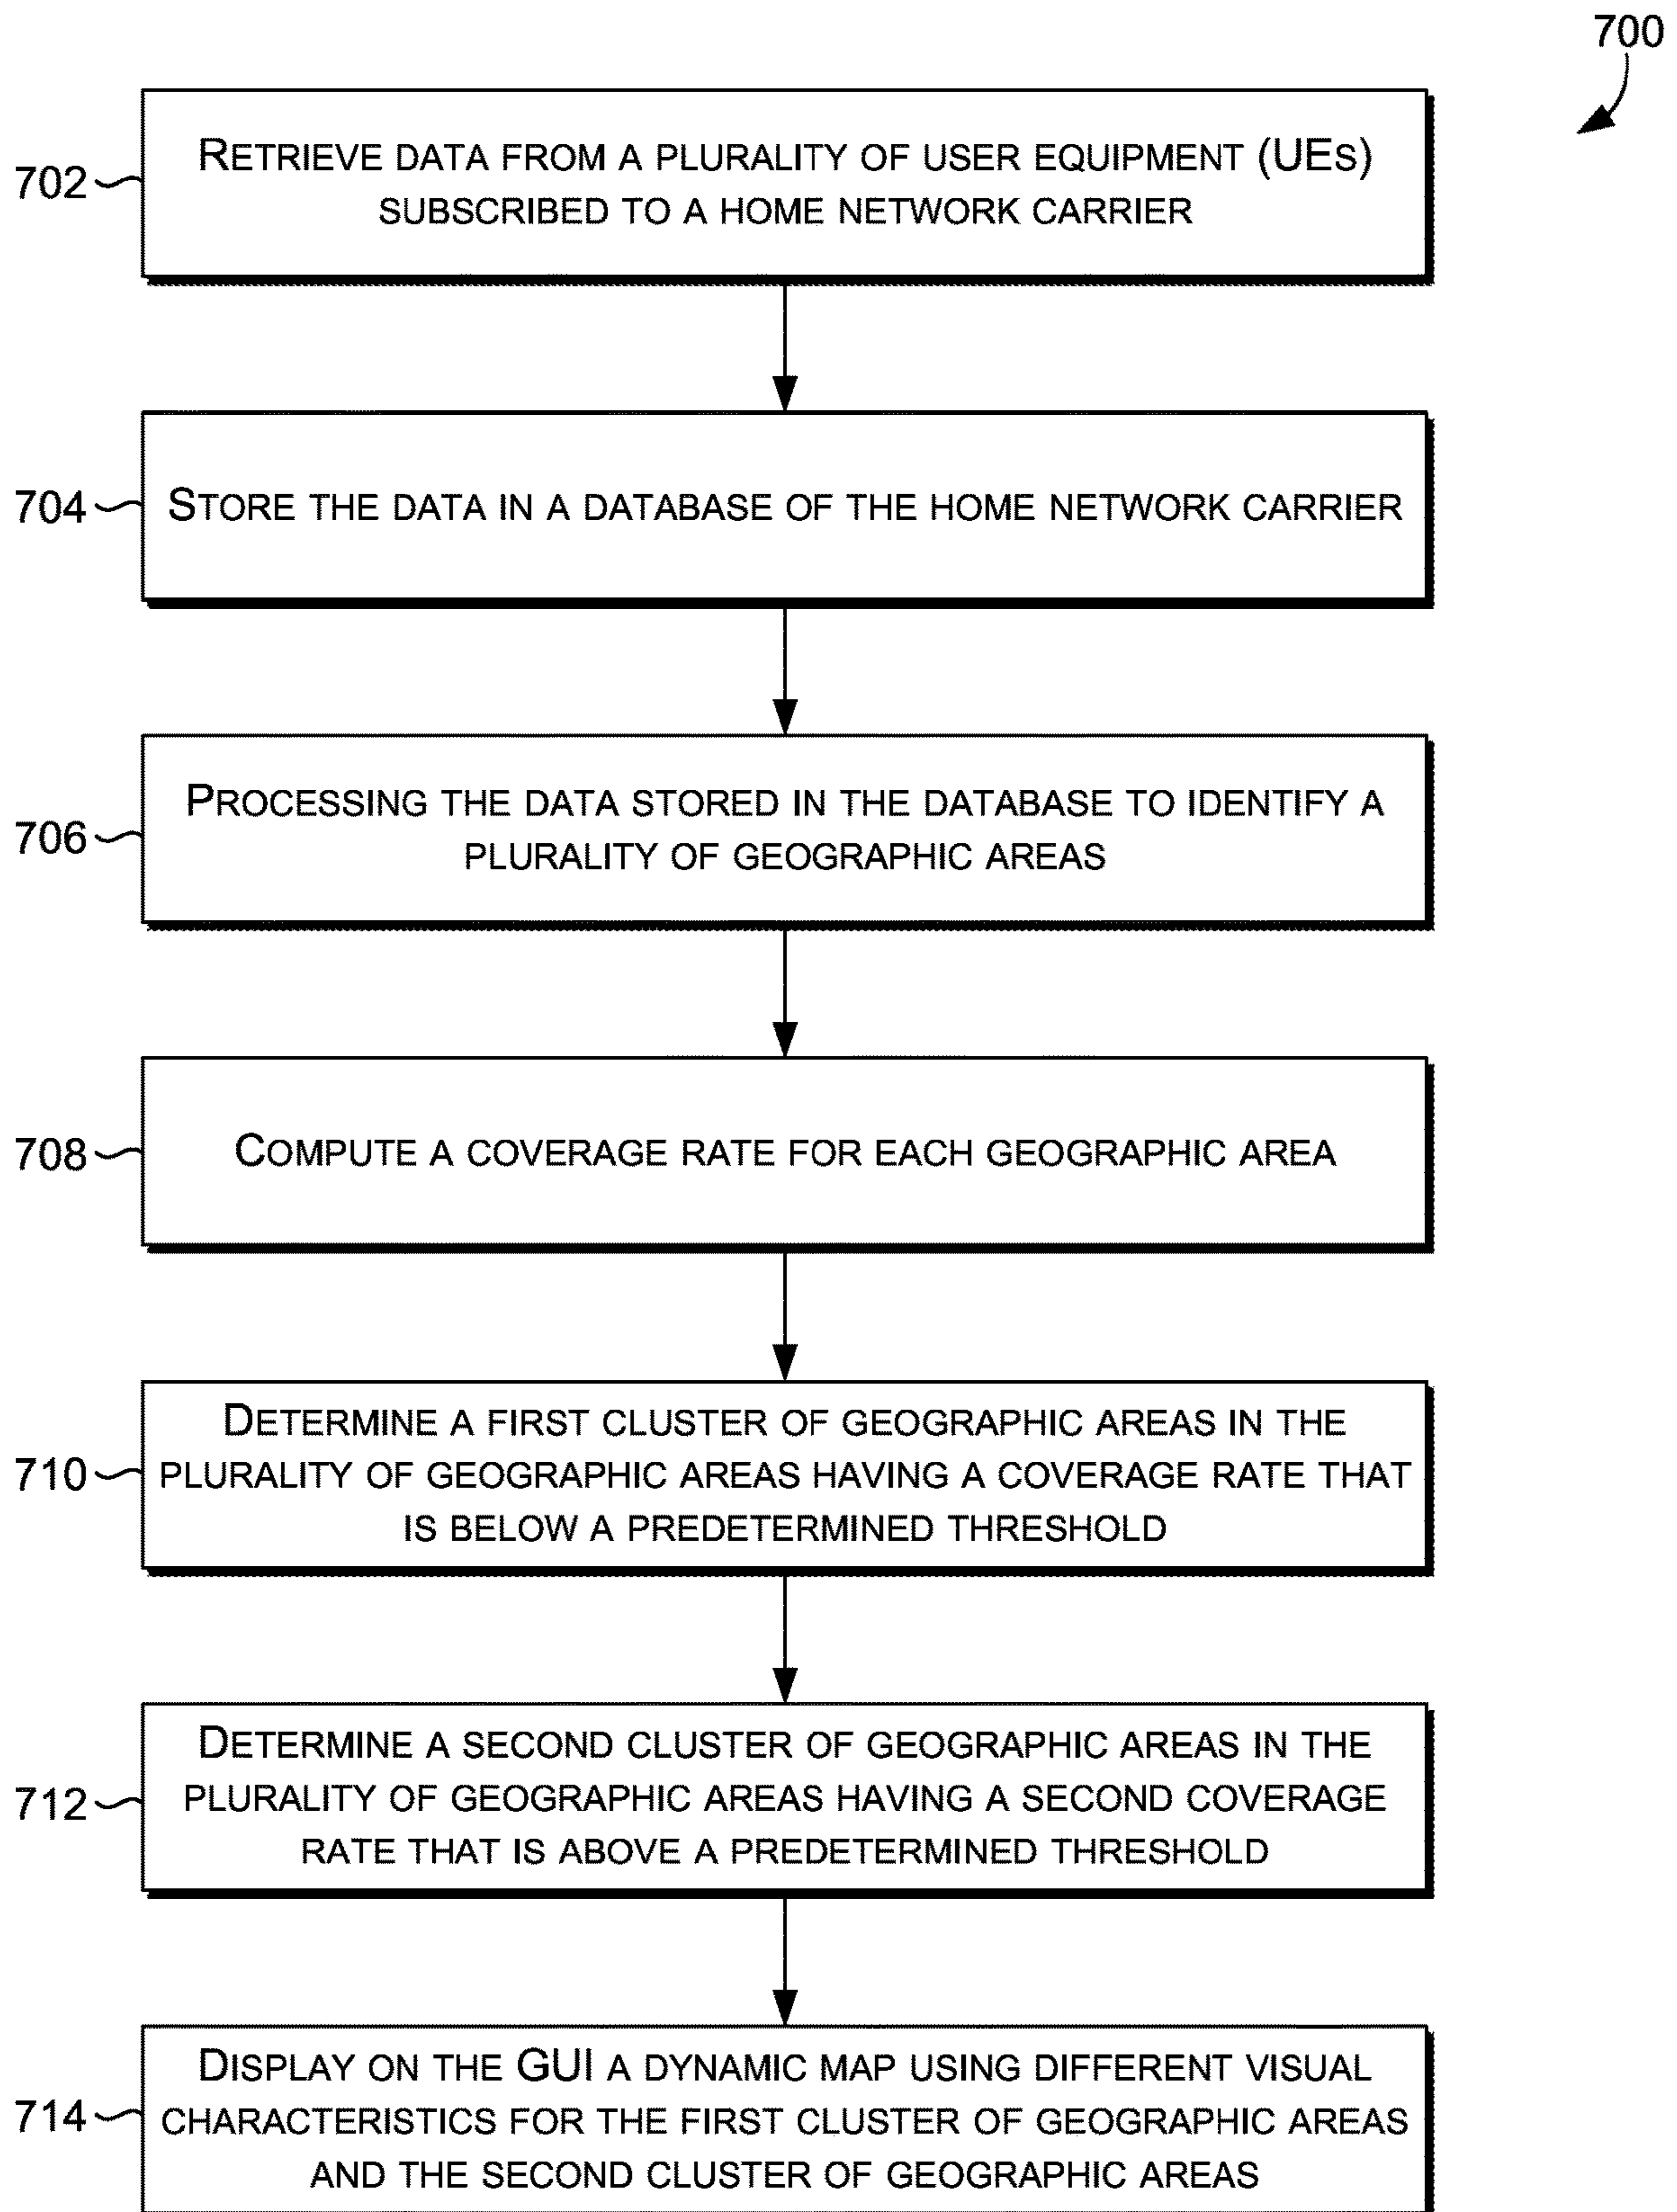 700
702
RETRIEVE DATA FROM A PLURALITY OF USER EQUIPMENT (UES)
SUBSCRIBED TO A HOME NETWORK CARRIER
704
STORE THE DATA IN A DATABASE OF THE HOME NETWORK CARRIER
706
PROCESSING THE DATA STORED IN THE DATABASE TO IDENTIFY A
PLURALITY OF GEOGRAPHIC AREAS
708
COMPUTE A COVERAGE RATE FOR EACH GEOGRAPHIC AREA
710
DETERMINE A FIRST CLUSTER OF GEOGRAPHIC AREAS IN THE
PLURALITY OF GEOGRAPHIC AREAS HAVING A COVERAGE RATE THAT
IS BELOW A PREDETERMINED THRESHOLD
712
DETERMINE A SECOND CLUSTER OF GEOGRAPHIC AREAS IN THE
PLURALITY OF GEOGRAPHIC AREAS HAVING A SECOND COVERAGE
RATE THAT IS ABOVE A PREDETERMINED THRESHOLD
714
DISPLAY ON THE GUI A DYNAMIC MAP USING DIFFERENT VISUAL
CHARACTERISTICS FOR THE FIRST CLUSTER OF GEOGRAPHIC AREAS
AND THE SECOND CLUSTER OF GEOGRAPHIC AREAS